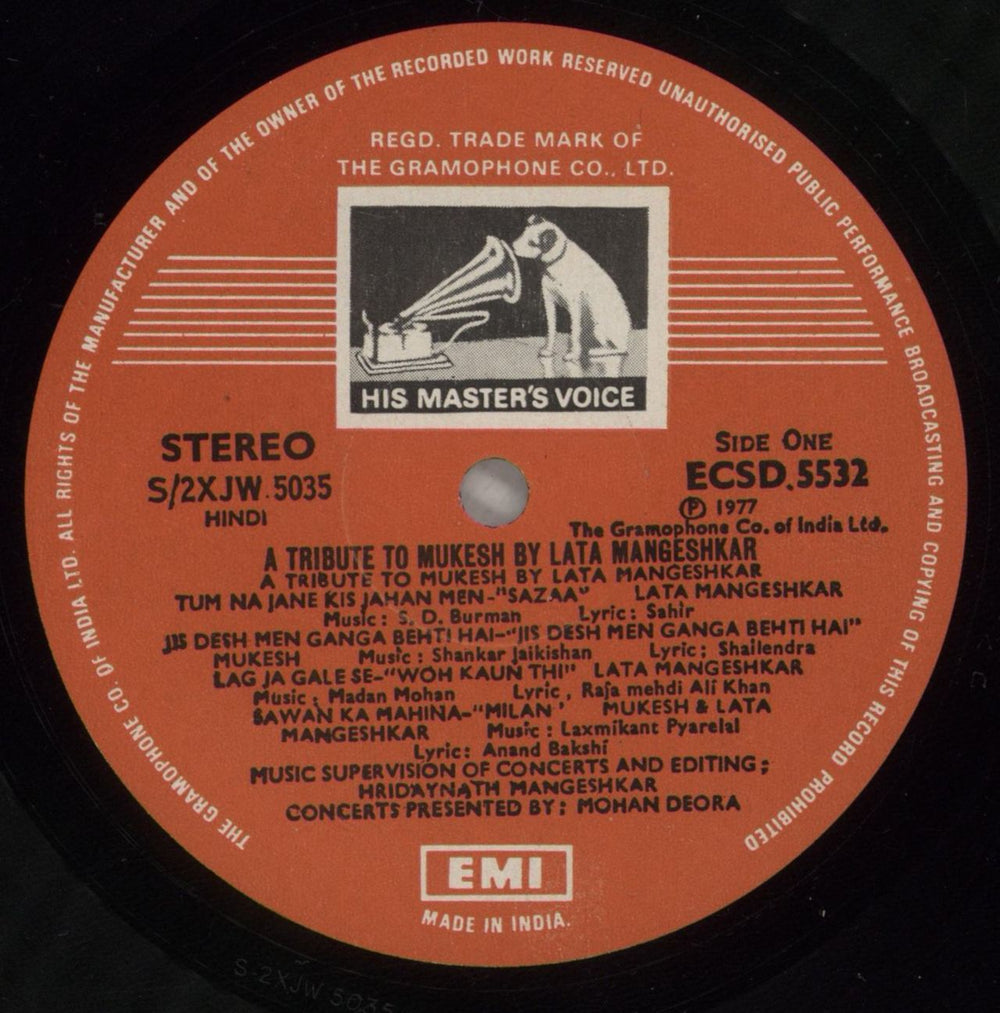 THE GRAMOPHONE CO. OF INDIA LTD. ALL RIGHTS OF THE MANUFACTURER AND OF THE OWNER OF THE RECORDED WORK RESERVED UNAUTHORISED PUBLIC PERFORMANCE BROADCASTING AND COPYING OF THIS RECORD PROHIBITED
REGD. TRADE MARK OF
THE GRAMOPHONE CO., LTD.
HIS MASTER'S VOICE
STEREO
S/2XJW.5035
HINDI
SIDE ONE
ECSD.5532
℗ 1977
The Gramophone Co. of India Ltd.
A TRIBUTE TO MUKESH BY LATA MANGESHKAR
A TRIBUTE TO MUKESH BY LATA MANGESHKAR
TUM NA JANE KIS JAHAN MEN-"SAZAA" LATA MANGESHKAR
Music: S. D. Burman Lyric: Sahir
JIS DESH MEN GANGA BEHTI HAI-"JIS DESH MEN GANGA BEHTI HAI"
MUKESH Music: Shankar Jaikishan Lyric; Shailendra
LAG JA GALE SE-"WOH KAUN THI" LATA MANGESHKAR
Music: Madan Mohan Lyric, Raja mehdi Ali Khan
SAWAN KA MAHINA-"MILAN' MUKESH & LATA
MANGESHKAR Music: Laxmikant Pyarelal
Lyric: Anand Bakshi
MUSIC SUPERVISION OF CONCERTS AND EDITING;
HRIDAYNATH MANGESHKAR
CONCERTS PRESENTED BY; MOHAN DEORA
EMI
MADE IN INDIA.
S-2XJW 5035